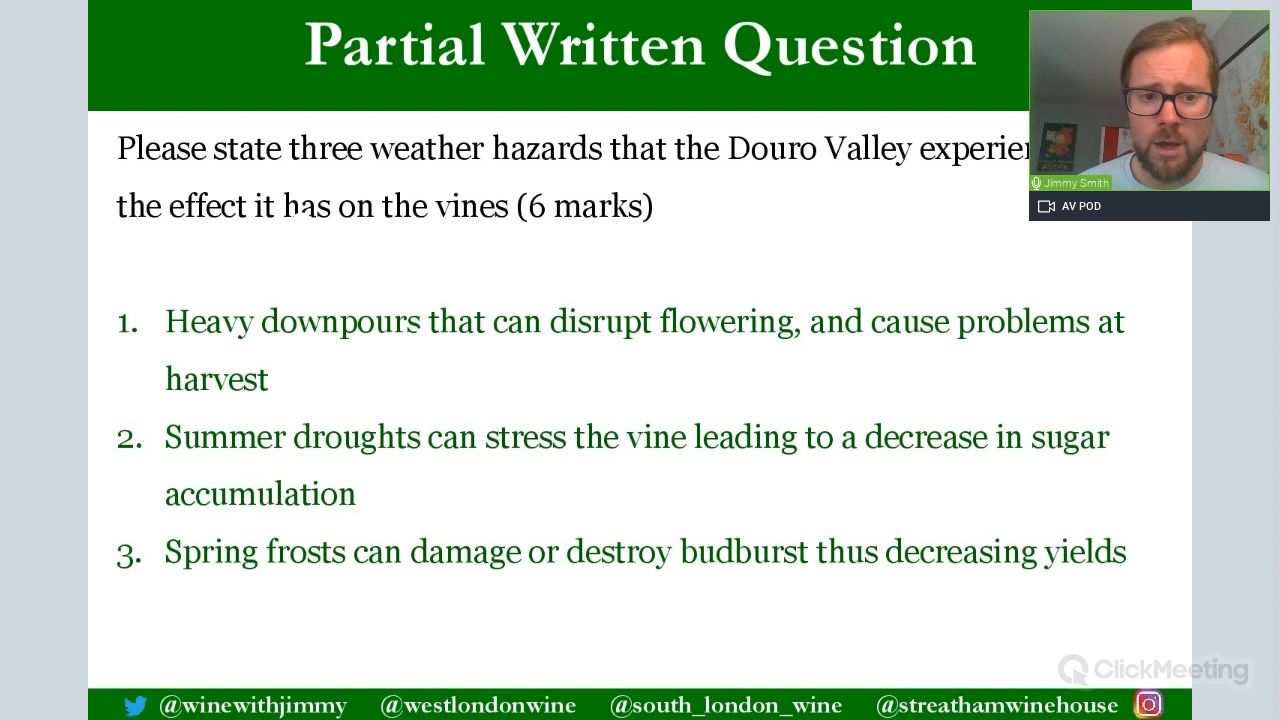 Partial Written Question
Please state three weather hazards that the Douro Valley
the effect it has on the vines (6 marks)
1. Heavy downpours that can disrupt flowering, and cause problems at
harvest
2. Summer droughts can stress the vine leading to a decrease in sugar
accumulation
3. Spring frosts can damage or destroy budburst thus decreasing yields
Jimmy Smith
AV POD
ClickMeeting
@winewithjimmy @westlondonwine @south_london_wine @streathamwinehouse